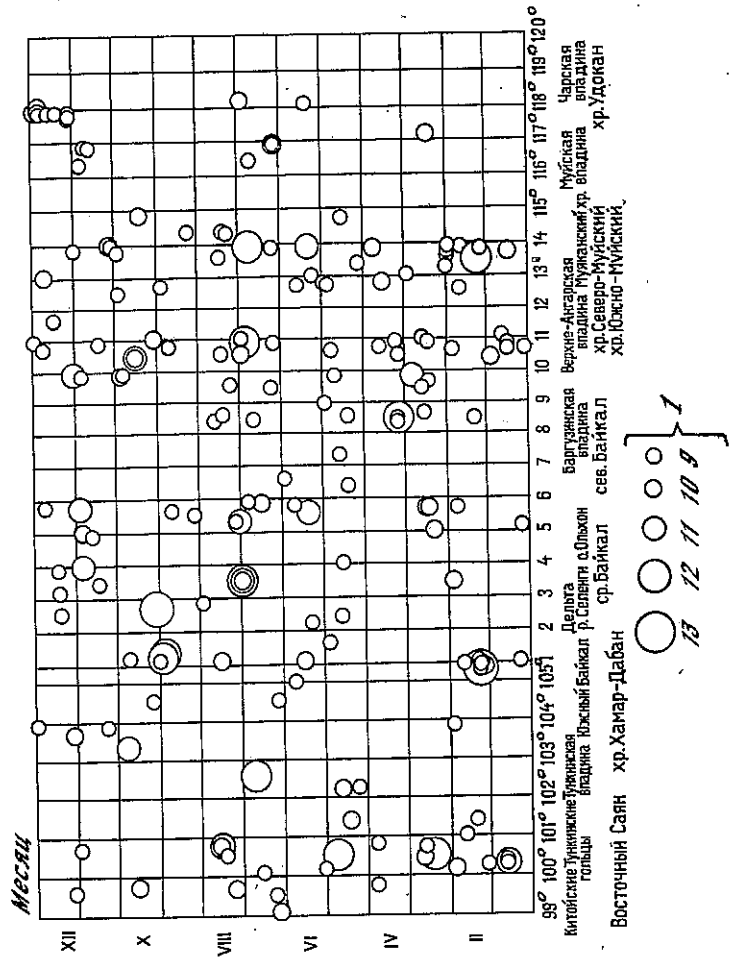 Месяц
XII
X
VIII
VI
IV
II
99° 100° 101° 102° 103° 104° 105° 1 2 3 4 5 6 7 8 9 10 11 12 13 14 115° 116° 117° 118° 119° 120°
Китойские гольцы
Тункинские
Тункинская впадина
Южный Байкал
Дельта р.Селенги
о.Ольхон
ср.Байкал
Баргузинская впадина
сев.Байкал
Верхне-Ангарская впадина
Муяканский хр.
хр.Северо-Муйский
хр.Южно-Муйский
Муйская впадина
Чарская впадина
хр.Удокан
Восточный Саян хр.Хамар-Дабан
13 12 11 10 9 } 1